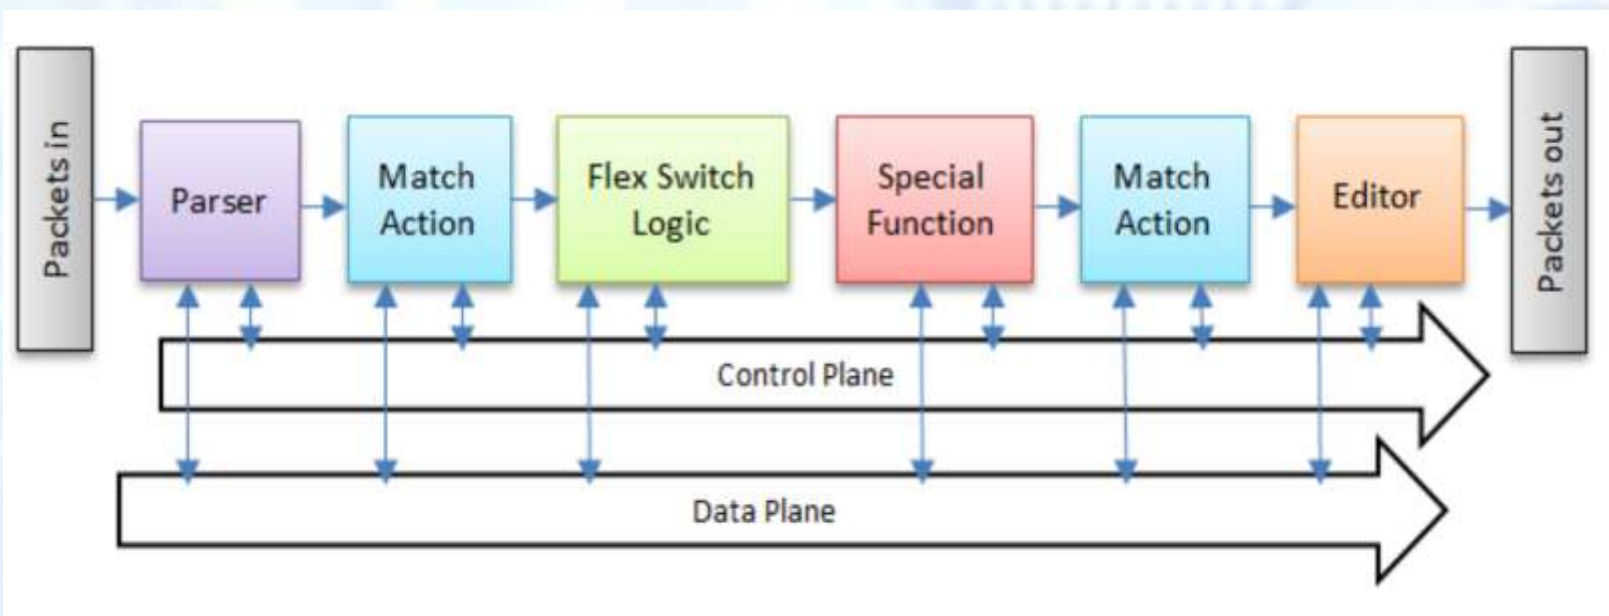 Packets in
Parser
Match
Action
Flex Switch
Logic
Special
Function
Match
Action
Editor
Packets out
Control Plane
Data Plane